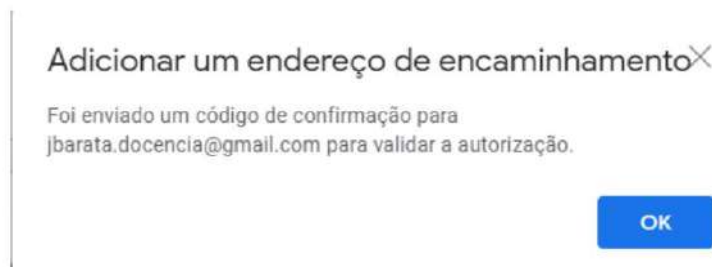 Adicionar um endereço de encaminhamento
Foi enviado um código de confirmação para
jbarata.docencia@gmail.com para validar a autorização.
OK